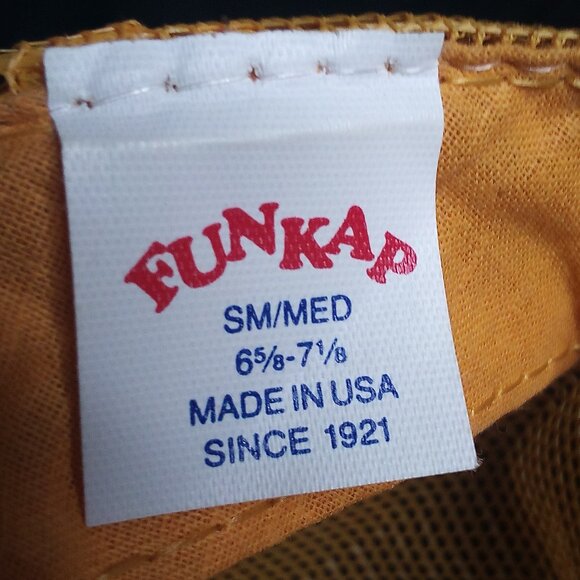 FUNKAP
SM/MED
6⅝-7⅛
MADE IN USA
SINCE 1921